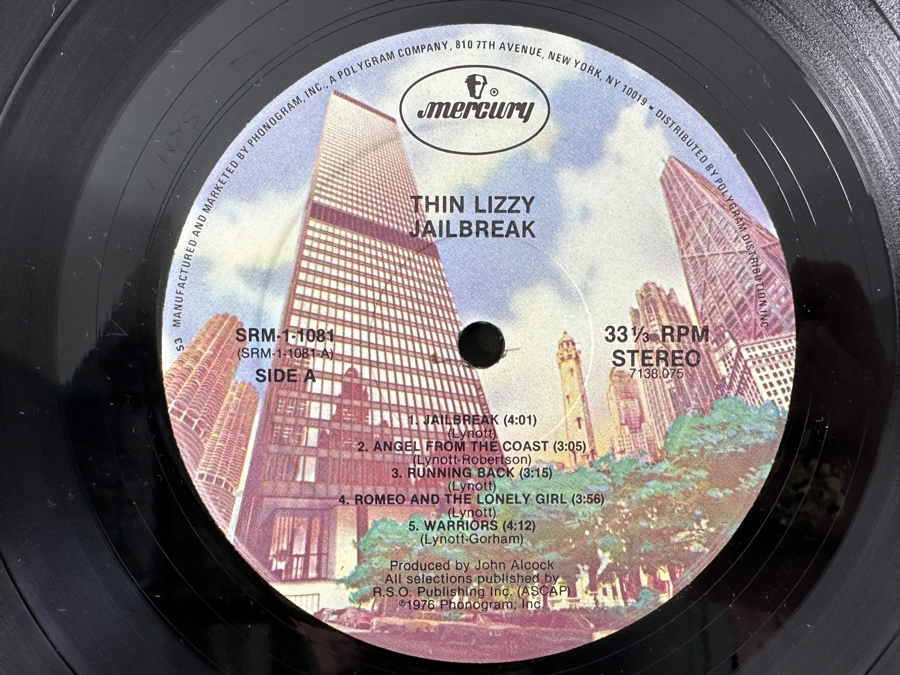 53 MANUFACTURED AND MARKETED BY PHONOGRAM, INC., A POLYGRAM COMPANY, 810 7TH AVENUE, NEW YORK, NY 10019 • DISTRIBUTED BY POLYGRAM DISTRIBUTION INC.
mercury ®
THIN LIZZY
JAILBREAK
SRM-1-1081
(SRM-1-1081-A)
SIDE A
33⅓ RPM
STEREO
7138.075
1. JAILBREAK (4:01)
(Lynott)
2. ANGEL FROM THE COAST (3:05)
(Lynott-Robertson)
3. RUNNING BACK (3:15)
(Lynott)
4. ROMEO AND THE LONELY GIRL (3:56)
(Lynott)
5. WARRIORS (4:12)
(Lynott-Gorham)
Produced by John Alcock
All selections published by
R.S.O. Publishing Inc. (ASCAP)
℗1976 Phonogram, Inc.